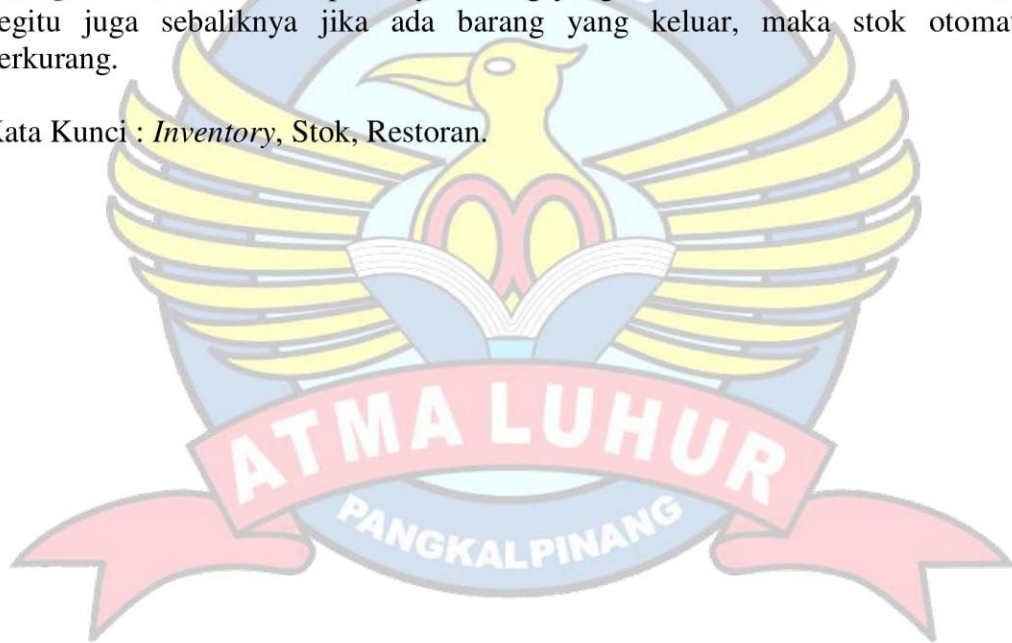 egitu juga sebaliknya jika ada barang yang keluar, maka stok otomat
erkurang.
Kata Kunci : Inventory, Stok, Restoran.
ATMA LUHUR
PANGKALPINANG